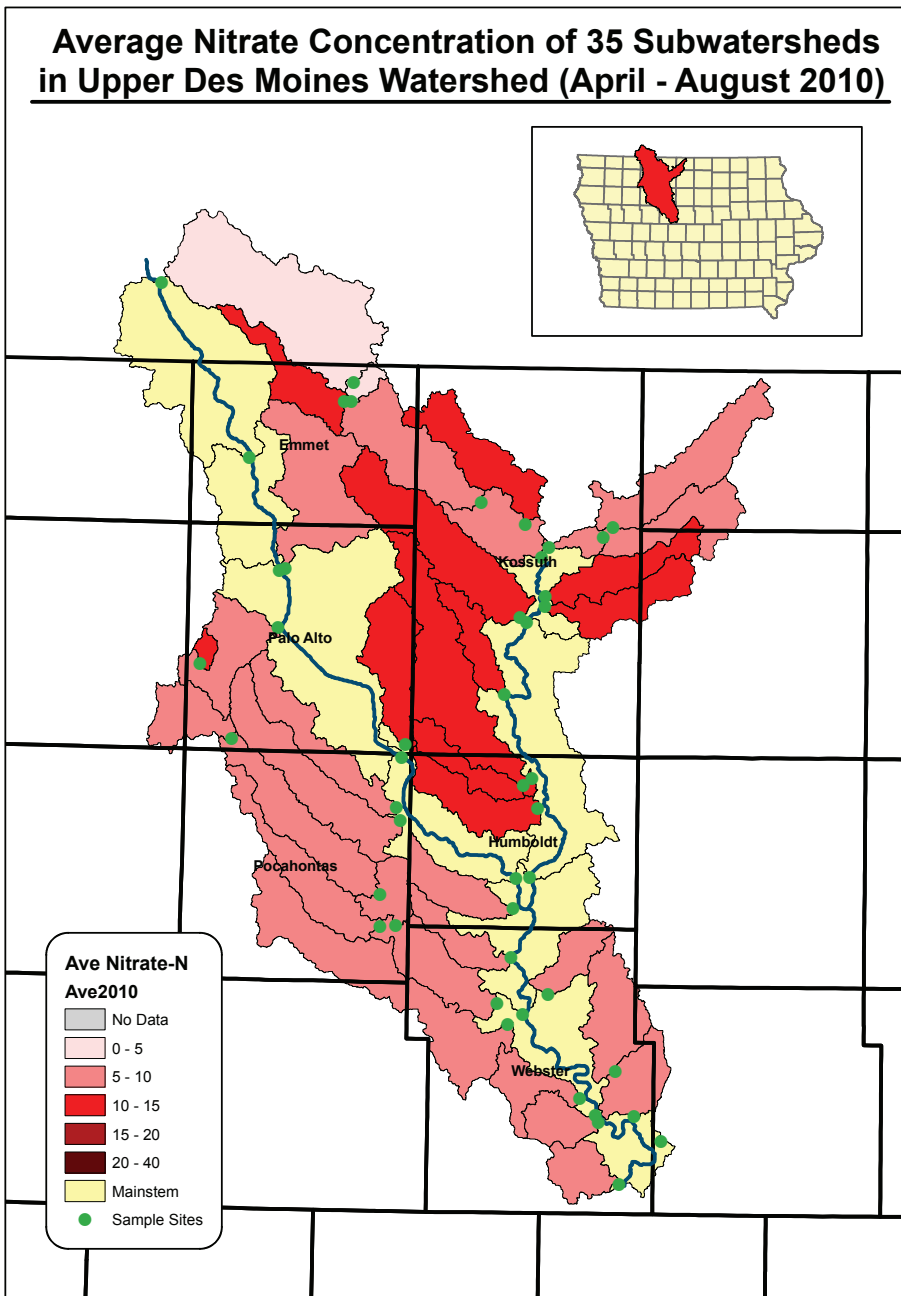 Average Nitrate Concentration of 35 Subwatersheds
in Upper Des Moines Watershed (April - August 2010)
Emmet
Kossuth
Palo Alto
Humboldt
Pocahontas
Webster
Ave Nitrate-N
Ave2010
No Data
0 - 5
5 - 10
10 - 15
15 - 20
20 - 40
Mainstem
Sample Sites